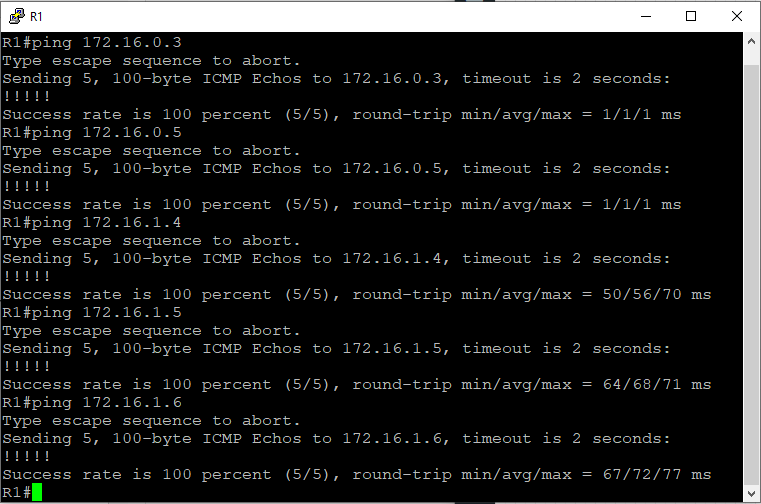 R1
R1#ping 172.16.0.3
Type escape sequence to abort.
Sending 5, 100-byte ICMP Echos to 172.16.0.3, timeout is 2 seconds:
!!!!!
Success rate is 100 percent (5/5), round-trip min/avg/max = 1/1/1 ms
R1#ping 172.16.0.5
Type escape sequence to abort.
Sending 5, 100-byte ICMP Echos to 172.16.0.5, timeout is 2 seconds:
!!!!!
Success rate is 100 percent (5/5), round-trip min/avg/max = 1/1/1 ms
R1#ping 172.16.1.4
Type escape sequence to abort.
Sending 5, 100-byte ICMP Echos to 172.16.1.4, timeout is 2 seconds:
!!!!!
Success rate is 100 percent (5/5), round-trip min/avg/max = 50/56/70 ms
R1#ping 172.16.1.5
Type escape sequence to abort.
Sending 5, 100-byte ICMP Echos to 172.16.1.5, timeout is 2 seconds:
!!!!!
Success rate is 100 percent (5/5), round-trip min/avg/max = 64/68/71 ms
R1#ping 172.16.1.6
Type escape sequence to abort.
Sending 5, 100-byte ICMP Echos to 172.16.1.6, timeout is 2 seconds:
!!!!!
Success rate is 100 percent (5/5), round-trip min/avg/max = 67/72/77 ms
R1#